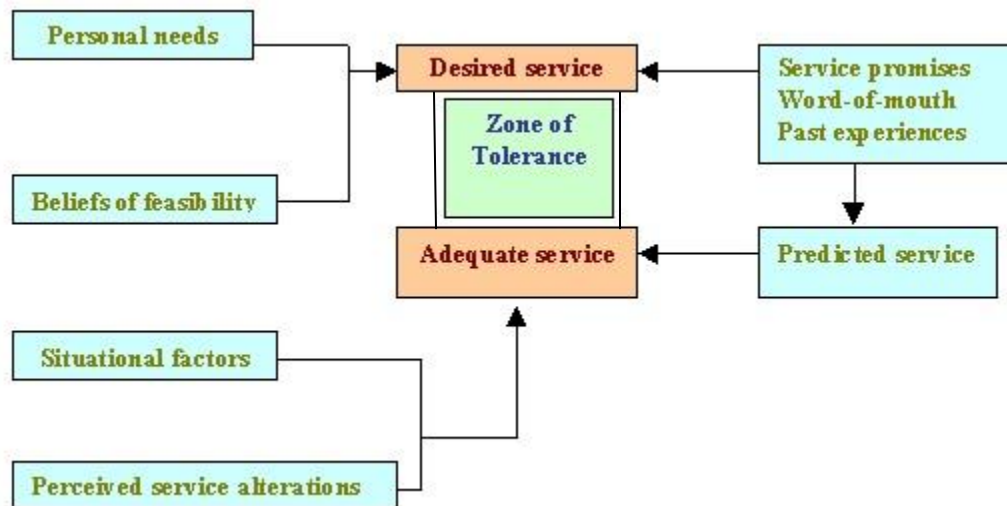 Personal needs
Beliefs of feasibility
Desired service
Zone of
Tolerance
Adequate service
Service promises
Word-of-mouth
Past experiences
Predicted service
Situational factors
Perceived service alterations